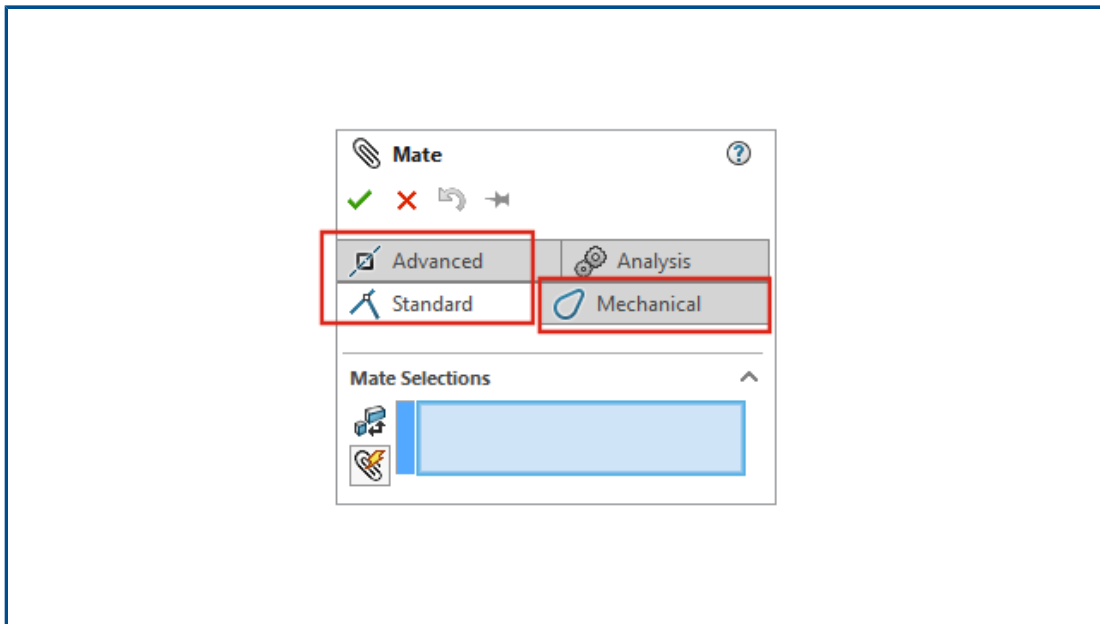 Mate
Advanced Analysis
Standard Mechanical
Mate Selections